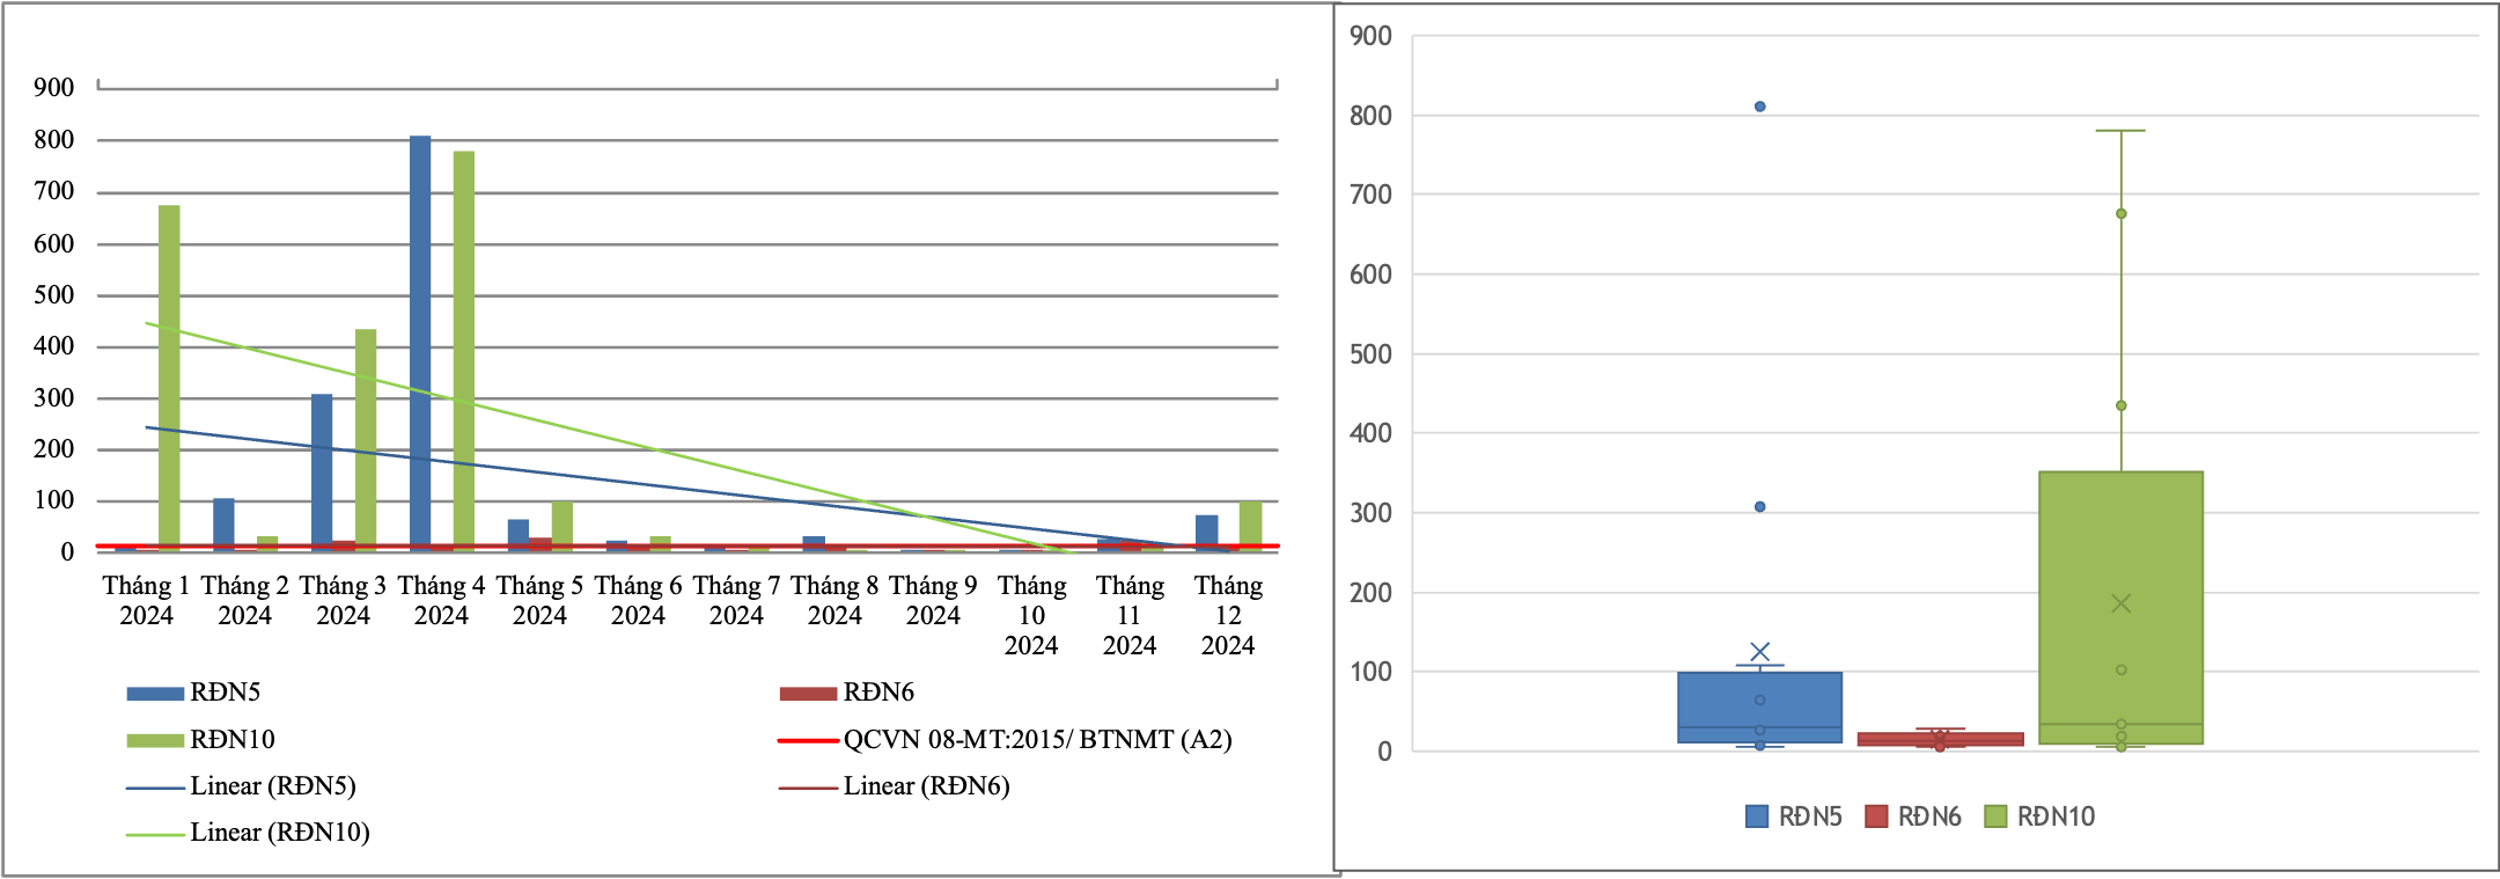 900
800
700
600
500
400
300
200
100
0
Tháng 1 2024
Tháng 2 2024
Tháng 3 2024
Tháng 4 2024
Tháng 5 2024
Tháng 6 2024
Tháng 7 2024
Tháng 8 2024
Tháng 9 2024
Tháng 10 2024
Tháng 11 2024
Tháng 12 2024
RĐN5
RĐN6
RĐN10
QCVN 08-MT:2015/ BTNMT (A2)
Linear (RĐN5)
Linear (RĐN6)
Linear (RĐN10)
900
800
700
600
500
400
300
200
100
0
RĐN5 RĐN6 RĐN10